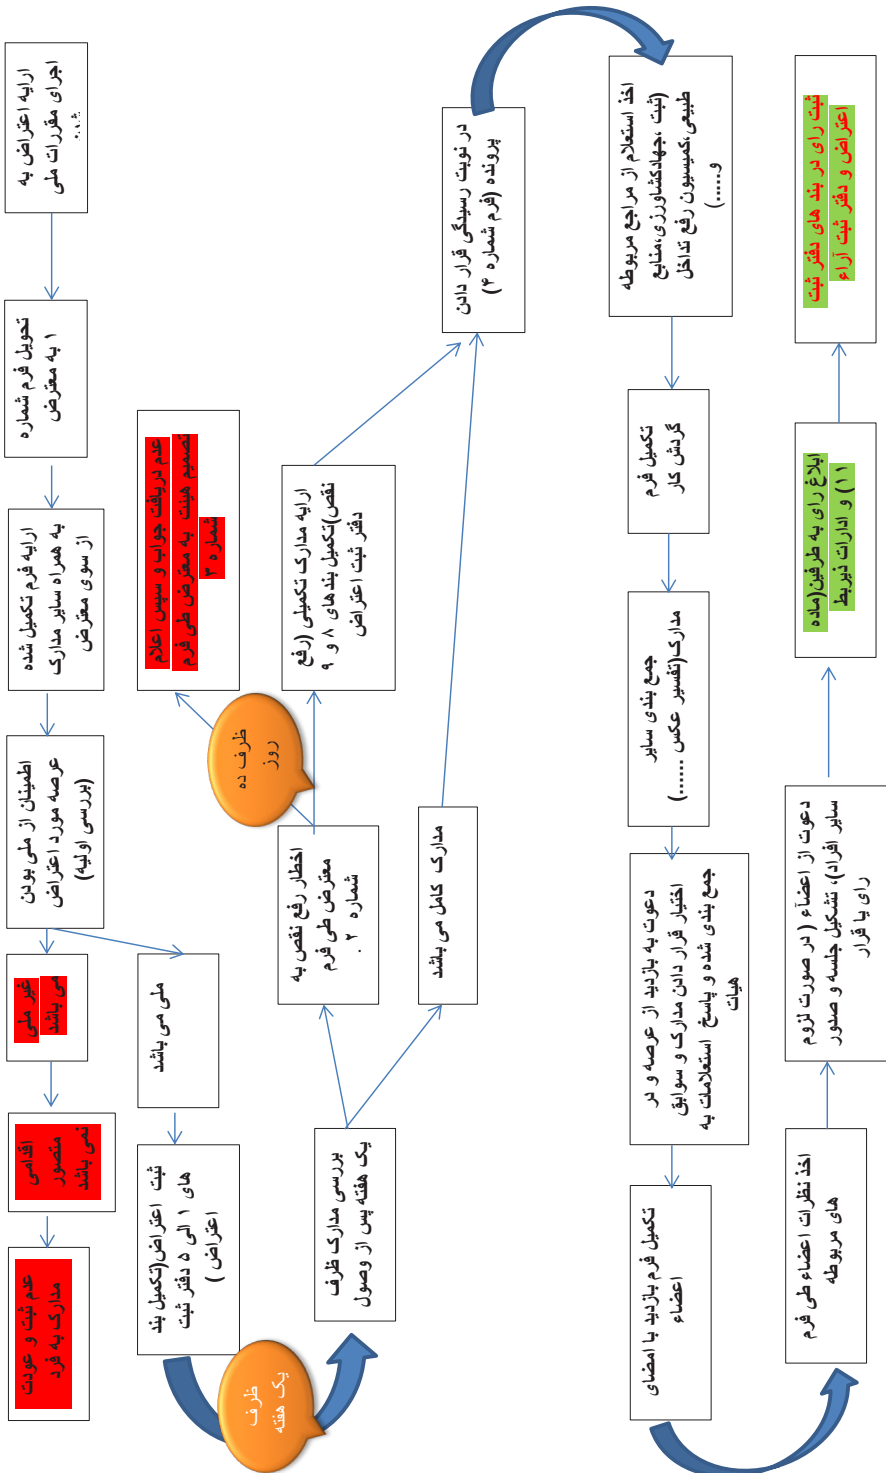 ارایه اعتراض به
اجرای مقررات ملی
شدن
تحویل فرم شماره
۱ به معترض
ارایه فرم تکمیل شده
به همراه سایر مدارک
از سوی معترض
اطمینان از ملی بودن
عرصه مورد اعتراض
(بررسی اولیه)
غیر ملی
می باشد
اقدامی
متصور
نمی باشد
عدم ثبت و عودت
مدارک به فرد
ملی می باشد
ثبت اعتراض(تکمیل بند
های ۱ الی ۵ دفتر ثبت
اعتراض )
ظرف
یک هفته
بررسی مدارک ظرف
یک هفته پس از وصول
اخطار رفع نقص به
معترض طی فرم
شماره ۲ .
ظرف ده
روز
عدم دریافت جواب و سپس اعلام
تصمیم هیئت به معترض طی فرم
شماره ۳
ارایه مدارک تکمیلی (رفع
نقص)تکمیل بندهای ۸ و ۹
دفتر ثبت اعتراض
مدارک کامل می باشد
در نوبت رسیدگی قرار دادن
پرونده (فرم شماره ۴)
اخذ استعلام از مراجع مربوطه
(ثبت ،جهادکشاورزی،منابع
طبیعی،کمیسیون رفع تداخل
و.....)
تکمیل فرم
گردش کار
جمع بندی سایر
مدارک(تفسیر عکس ......)
دعوت به بازدید از عرصه و در
اختیار قرار دادن مدارک و سوابق
جمع بندی شده و پاسخ استعلامات به
هیات
تکمیل فرم بازدید با امضای
اعضاء
اخذ نظرات اعضاء طی فرم
های مربوطه
دعوت از اعضآء ( در صورت لزوم
سایر افراد)، تشکیل جلسه و صدور
رای یا قرار
ابلاغ رای به طرفین(ماده
۱۱) و ادارات ذیربط
ثبت رای در بند های دفتر ثبت
اعتراض و دفتر ثبت آراء